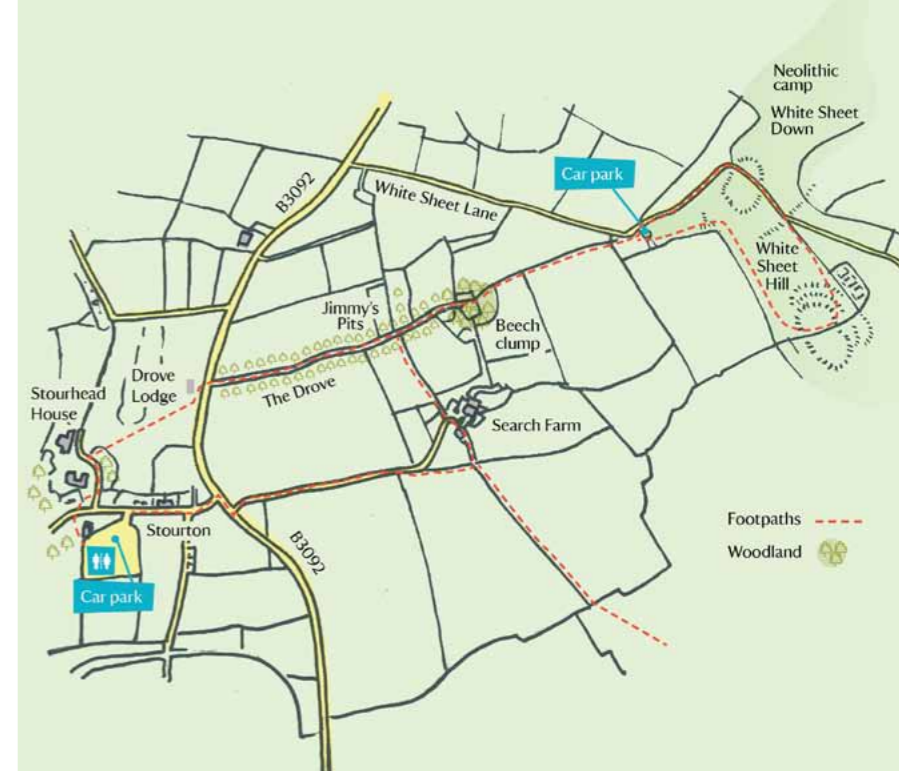 Neolithic
camp
White Sheet
Down
Car park
B3092
White Sheet Lane
White
Sheet
Hill
Jimmy's
Pits
Beech
clump
Drove
Lodge
The Drove
Stourhead
House
Search Farm
Footpaths
Woodland
Stourton
B3092
Car park